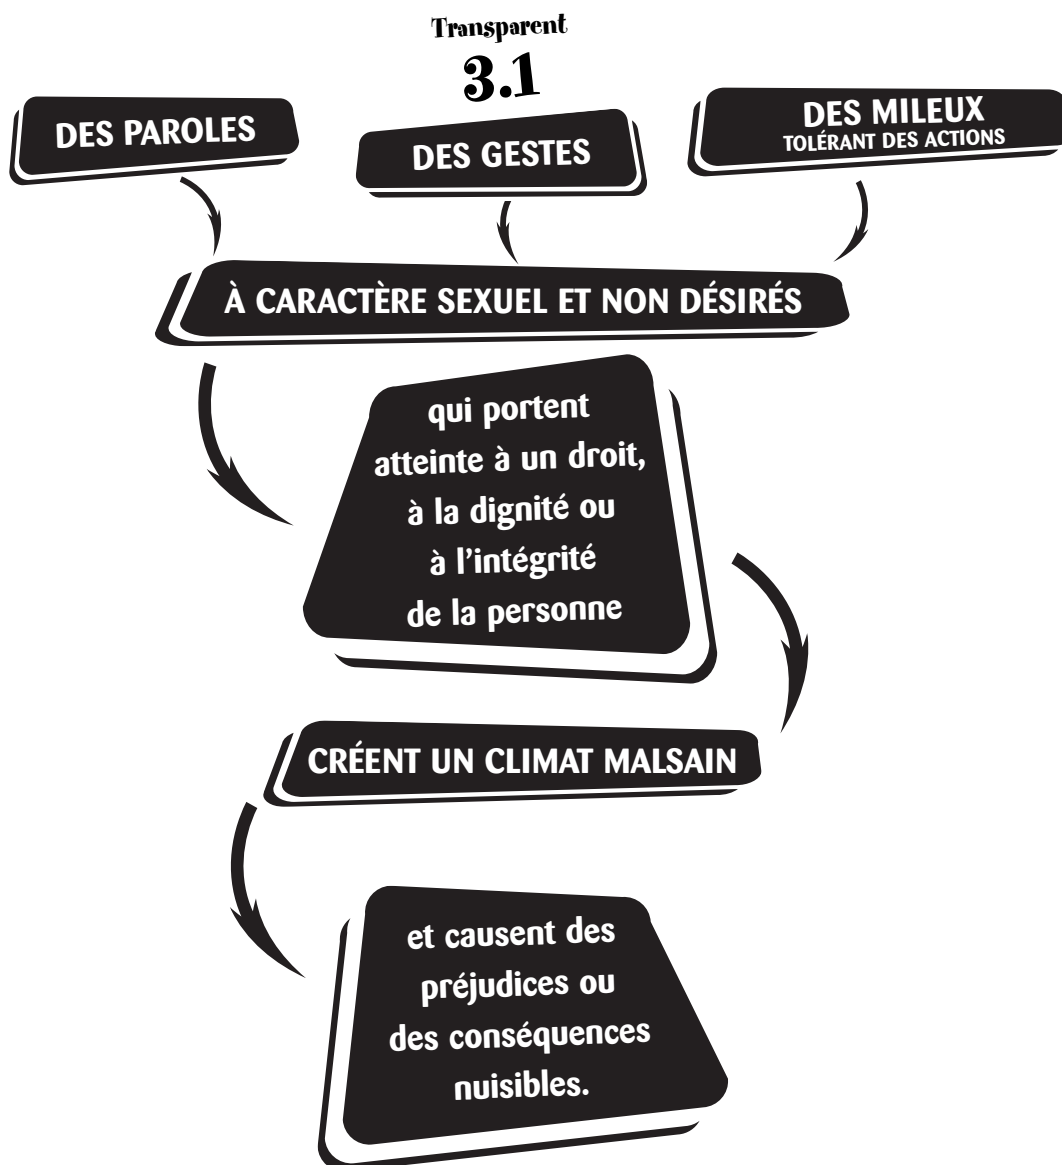 Transparent
3.1
DES PAROLES
DES GESTES
DES MILEUX
TOLÉRANT DES ACTIONS
À CARACTÈRE SEXUEL ET NON DÉSIRÉS
qui portent
atteinte à un droit,
à la dignité ou
à l'intégrité
de la personne
CRÉENT UN CLIMAT MALSAIN
et causent des
préjudices ou
des conséquences
nuisibles.